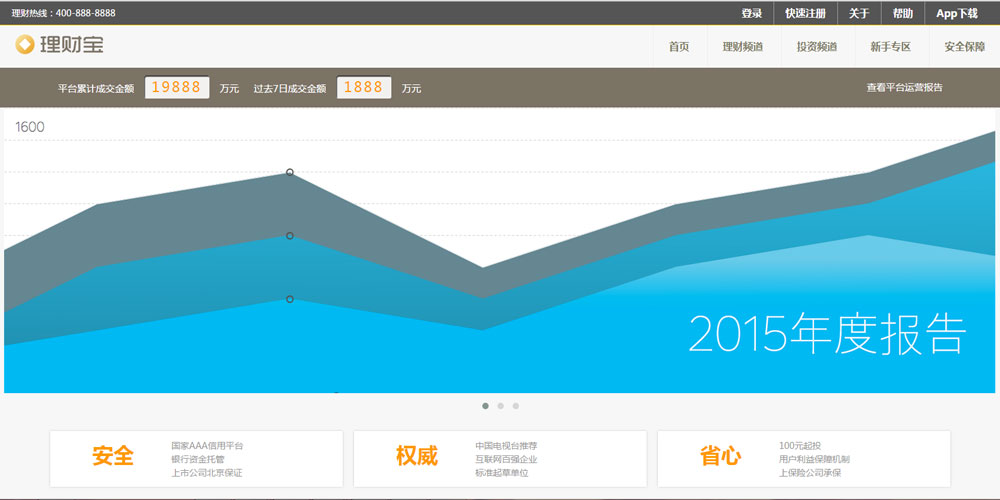 理财热线：400-888-8888 登录 快速注册 关于 帮助 App下载
理财宝 首页 理财频道 投资频道 新手专区 安全保障
平台累计成交金额 19888 万元 过去7日成交金额 1888 万元 查看平台运营报告
1600
2015年度报告
安全
国家AAA信用平台
银行资金托管
上市公司北京保证
权威
中国电视台推荐
互联网百强企业
标准起草单位
省心
100元起投
用户利益保障机制
上保险公司承保